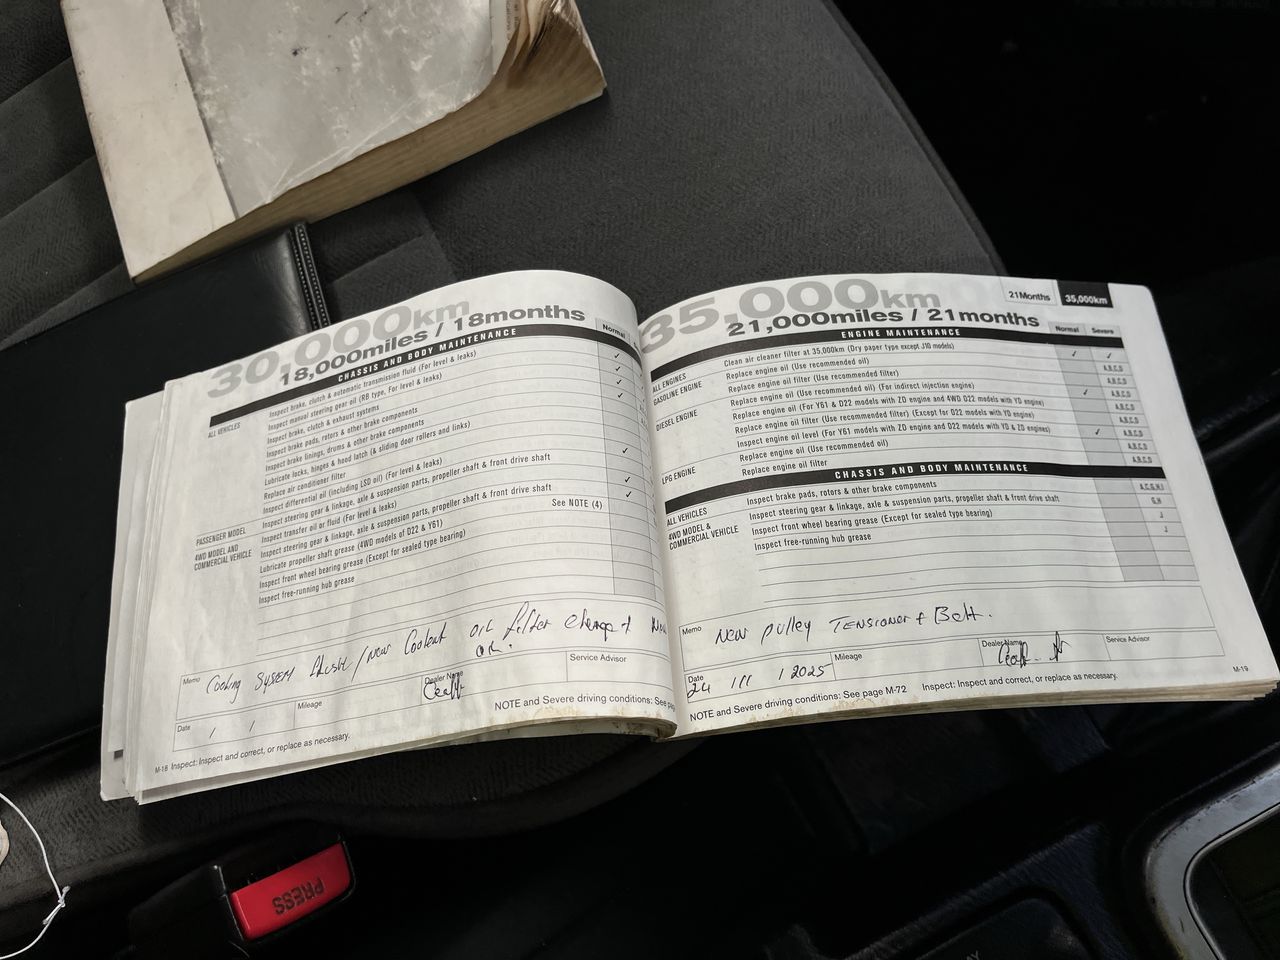 30,000km
18,000miles / 18months
Normal
CHASSIS AND BODY MAINTENANCE
ALL VEHICLES
Inspect brake, clutch & automatic transmission fluid (For level & leaks)
Inspect manual steering gear oil (RB type, For level & leaks)
Inspect brake, clutch & exhaust systems
Inspect brake pads, rotors & other brake components
Inspect brake linings, drums & other brake components
Lubricate locks, hinges & hood latch (& sliding door rollers and links)
Replace air conditioner filter
Inspect differential oil (including LSD oil) (For level & leaks)
PASSENGER MODEL
Inspect steering gear & linkage, axle & suspension parts, propeller shaft & front drive shaft
4WD MODEL AND COMMERCIAL VEHICLE
Inspect transfer oil or fluid (For level & leaks)
Inspect steering gear & linkage, axle & suspension parts, propeller shaft & front drive shaft
Lubricate propeller shaft grease (4WD models of D22 & Y61)
See NOTE (4)
Inspect front wheel bearing grease (Except for sealed type bearing)
Inspect free-running hub grease
Memo
Cooling SYSTEM flush / new Coolant oil filter change +
oil.
Date / /
Mileage
Dealer Name
Geoff
Service Advisor
NOTE and Severe driving conditions: See page
M-18 Inspect: Inspect and correct, or replace as necessary.
35,000km
21,000miles / 21months
21Months
35,000km
ENGINE MAINTENANCE
Normal
Severe
ALL ENGINES
Clean air cleaner filter at 35,000km (Dry paper type except J10 models)
GASOLINE ENGINE
Replace engine oil (Use recommended oil)
A,B,C,D
Replace engine oil filter (Use recommended filter)
A,B,C,D
DIESEL ENGINE
Replace engine oil (Use recommended oil) (For indirect injection engine)
A,B,C,D
Replace engine oil (For Y61 & D22 models with ZD engine and 4WD D22 models with YD engine)
A,B,C,D
Replace engine oil filter (Use recommended filter) (Except for D22 models with YD engine)
A,B,C,D
Inspect engine oil level (For Y61 models with ZD engine and D22 models with YD & ZD engines)
LPG ENGINE
Replace engine oil (Use recommended oil)
A,B,C,D
Replace engine oil filter
A,B,C,D
CHASSIS AND BODY MAINTENANCE
ALL VEHICLES
Inspect brake pads, rotors & other brake components
A,C,G,H,I
4WD MODEL & COMMERCIAL VEHICLE
Inspect steering gear & linkage, axle & suspension parts, propeller shaft & front drive shaft
G,H
Inspect front wheel bearing grease (Except for sealed type bearing)
J
Inspect free-running hub grease
J
Memo
New pulley TENSIONER + Belt.
Date
24 / 11 / 2025
Mileage
Dealer Name
Geoff
Service Advisor
M-19
NOTE and Severe driving conditions: See page M-72 Inspect: Inspect and correct, or replace as necessary.
PRESS